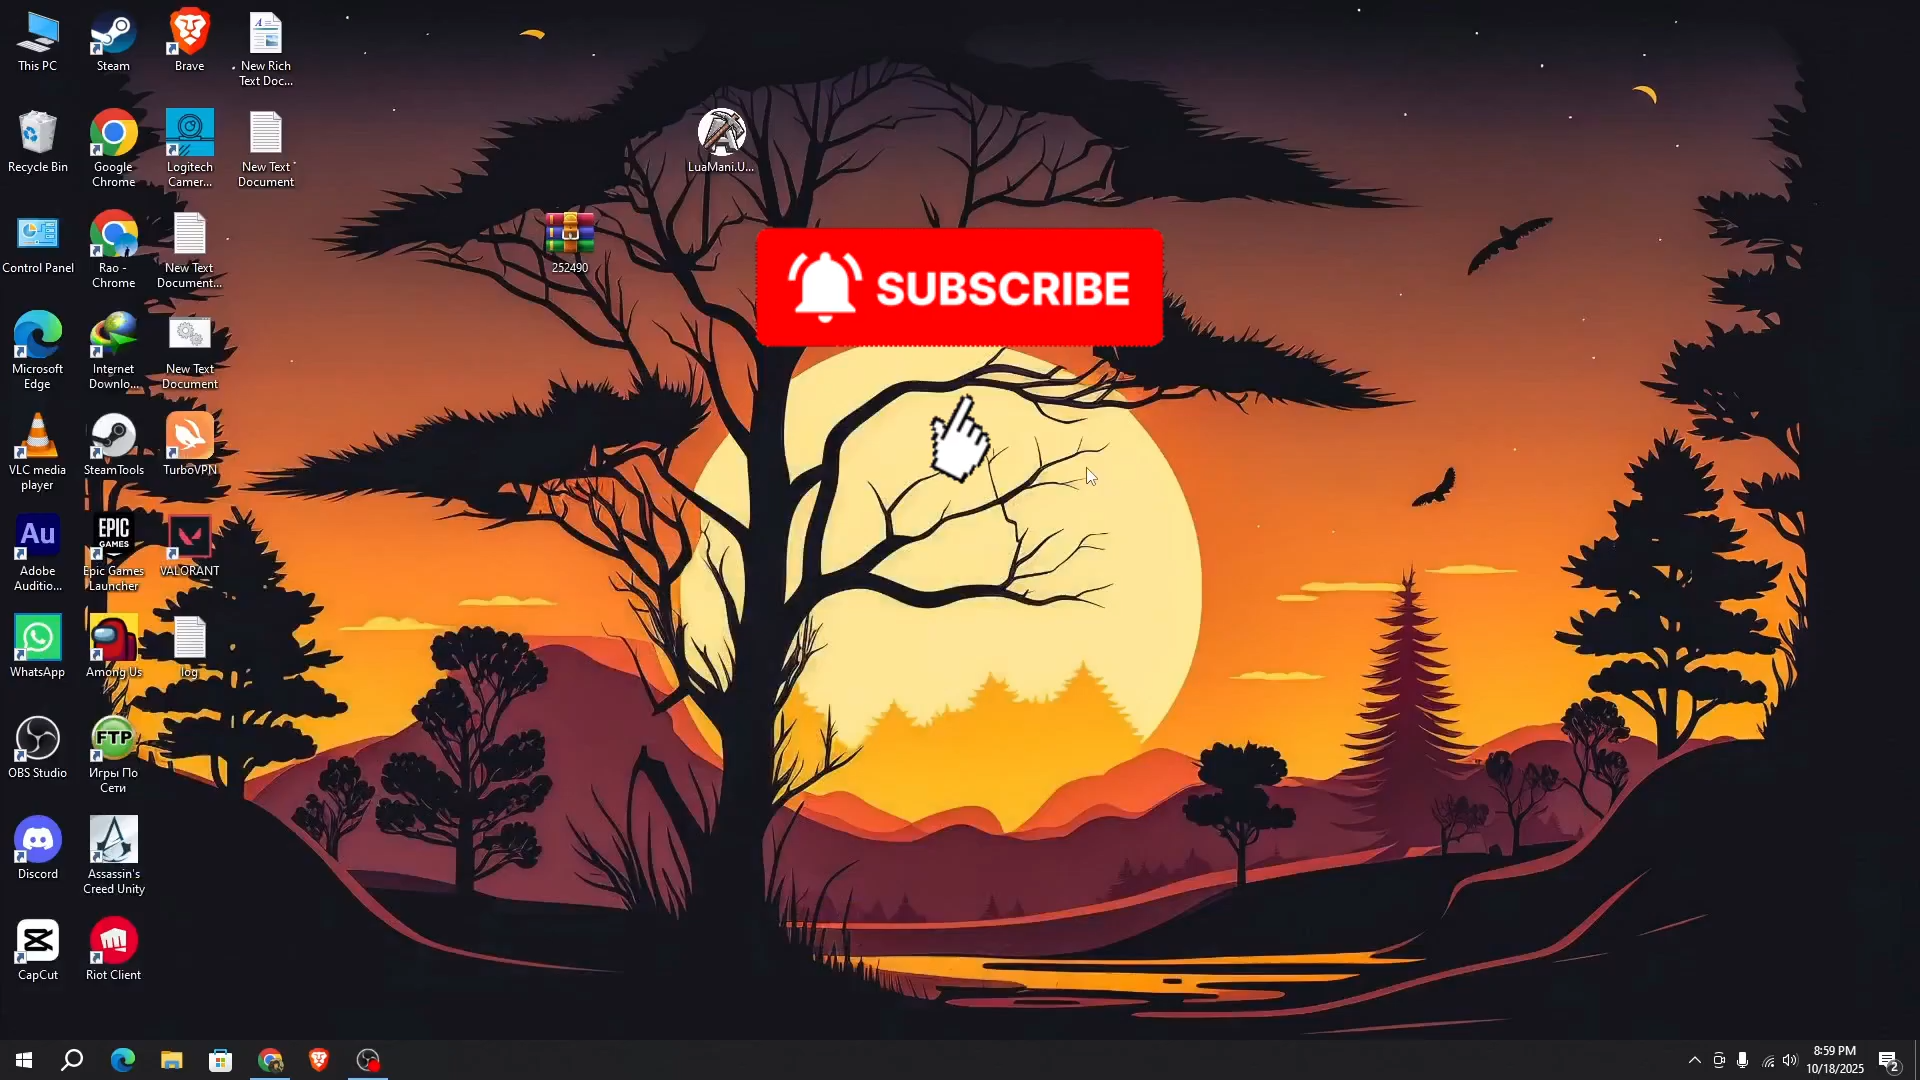 This PC
Steam
Brave
New Rich
Text Doc...
Recycle Bin
Google
Chrome
Logitech
Camer...
New Text
Document
LuaMani.U...
Control Panel
Rao -
Chrome
New Text
Document...
252490
SUBSCRIBE
Microsoft
Edge
Internet
Downlo...
New Text
Document
VLC media
player
SteamTools
TurboVPN
Au
Adobe
Auditio...
EPIC
GAMES
Epic Games
Launcher
VALORANT
WhatsApp
Among Us
log
OBS Studio
FTP
Игры По
Сети
Discord
Assassin's
Creed Unity
CapCut
Riot Client
8:59 PM
10/18/2025
2